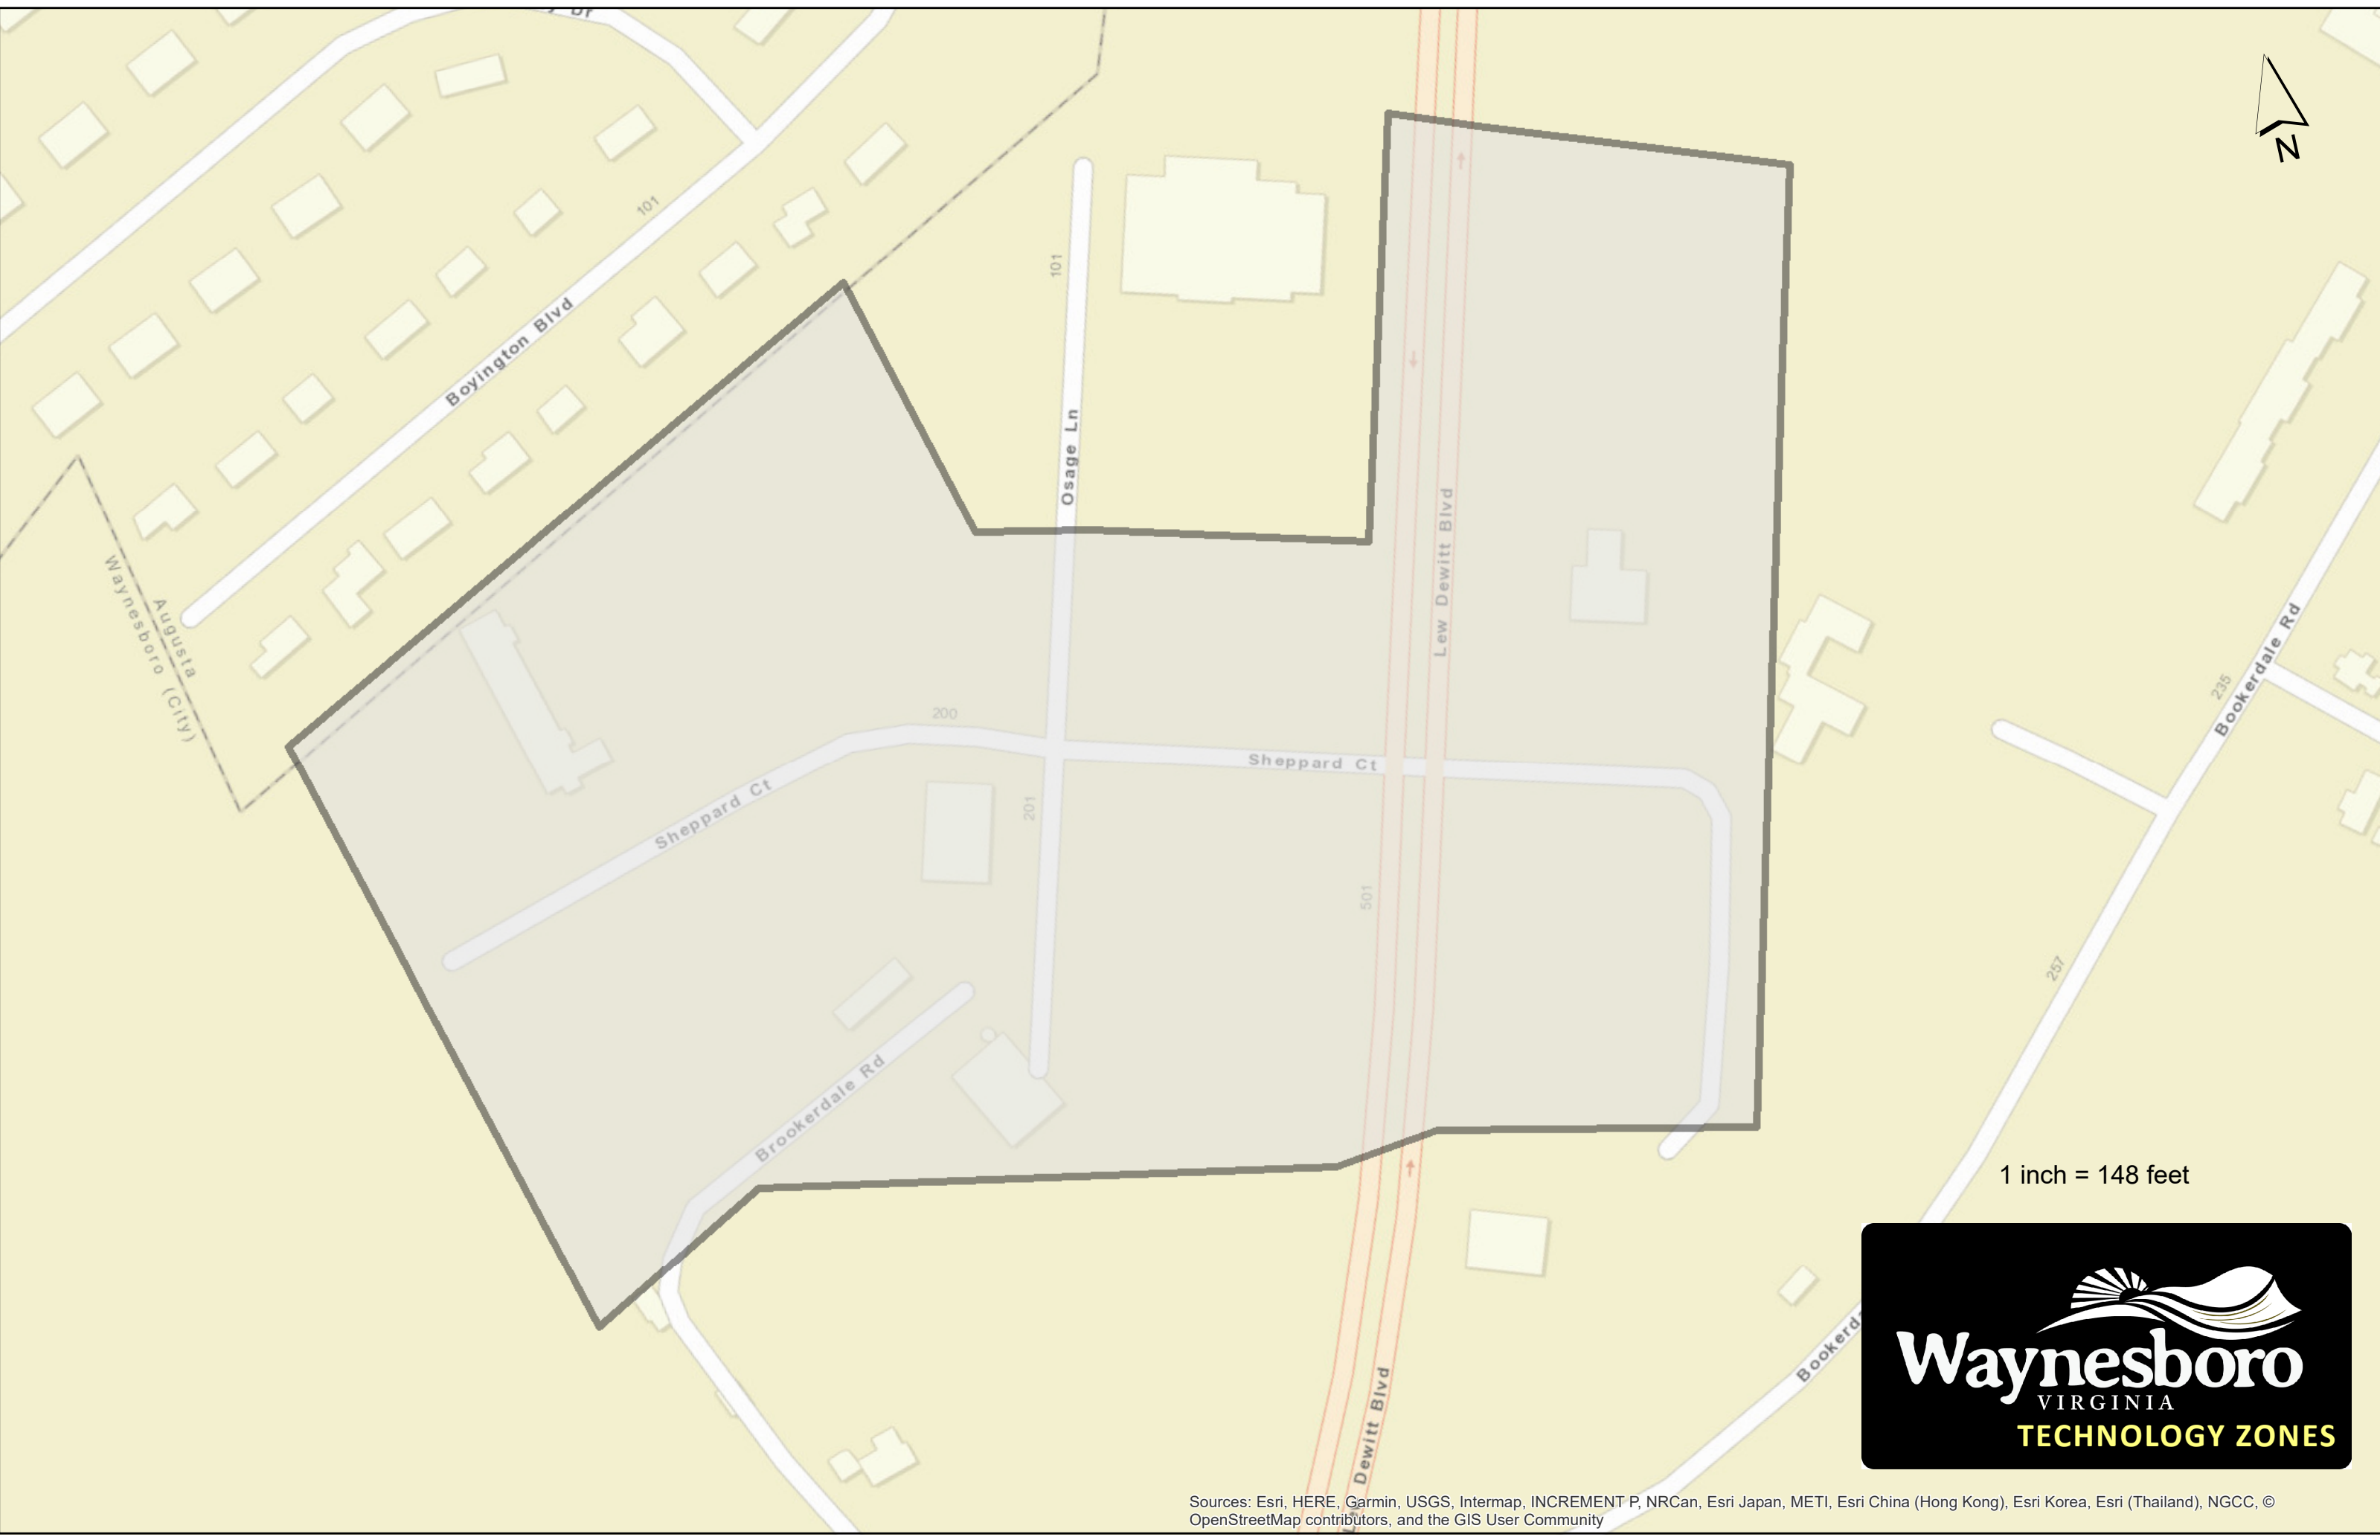 y Dr
N
101
101
Boyington Blvd
Osage Ln
Lew Dewitt Blvd
Augusta
Waynesboro (City)
Bookerdale Rd
235
200
Sheppard Ct
Sheppard Ct
201
501
257
Brookerdale Rd
1 inch = 148 feet
Bookerda
Waynesboro
VIRGINIA
TECHNOLOGY ZONES
Dewitt Blvd
Sources: Esri, HERE, Garmin, USGS, Intermap, INCREMENT P, NRCan, Esri Japan, METI, Esri China (Hong Kong), Esri Korea, Esri (Thailand), NGCC, ©
OpenStreetMap contributors, and the GIS User Community